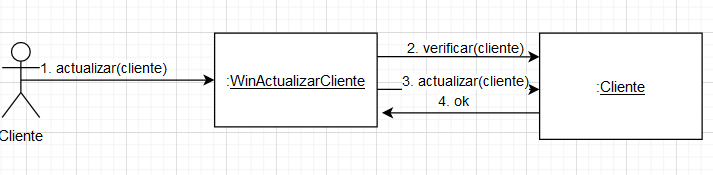 1. actualizar(cliente)
Cliente
:WinActualizarCliente
2. verificar(cliente)
3. actualizar(cliente)
4. ok
:Cliente